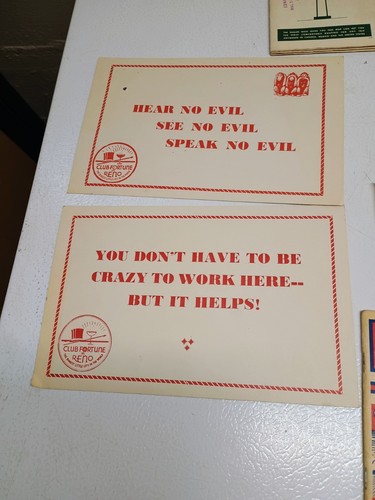 HEAR NO EVIL
SEE NO EVIL
SPEAK NO EVIL
CLUB FORTUNE
RENO
YOU DON'T HAVE TO BE
CRAZY TO WORK HERE--
BUT IT HELPS!
CLUB FORTUNE
RENO